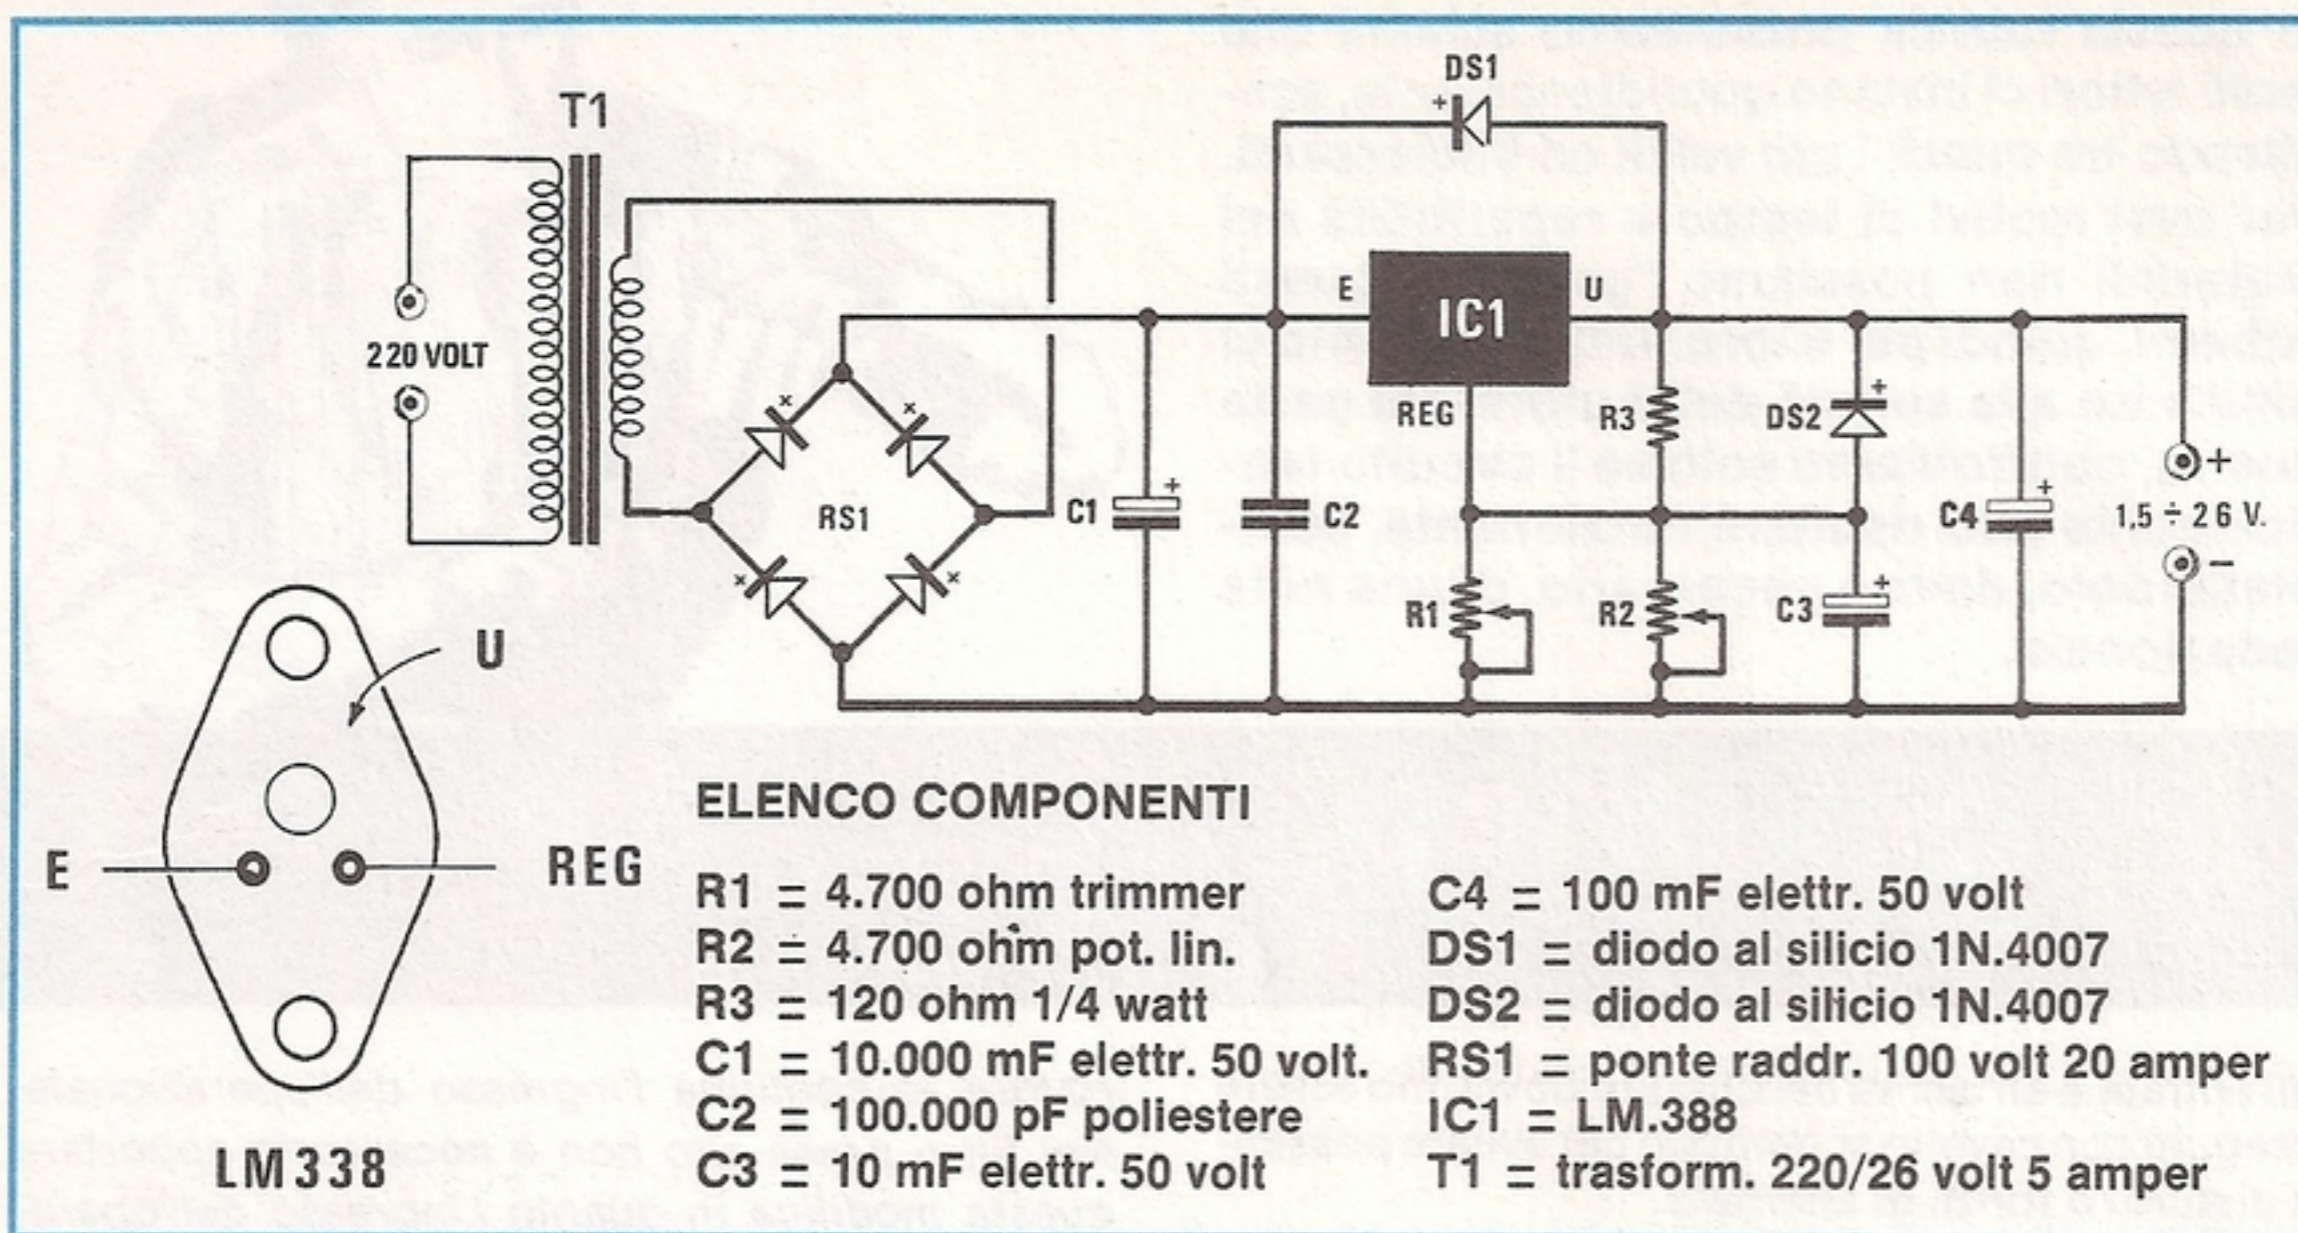 T1
DS1
+
220 VOLT
E
IC1
U
REG
R3
DS2
+
x
x
RS1
x
x
C1
+
C2
C4
+
+
1,5 ÷ 26 V.
−
R1
R2
C3
+
U
E
REG
LM338
ELENCO COMPONENTI
R1 = 4.700 ohm trimmer
R2 = 4.700 ohm pot. lin.
R3 = 120 ohm 1/4 watt
C1 = 10.000 mF elettr. 50 volt.
C2 = 100.000 pF poliestere
C3 = 10 mF elettr. 50 volt
C4 = 100 mF elettr. 50 volt
DS1 = diodo al silicio 1N.4007
DS2 = diodo al silicio 1N.4007
RS1 = ponte raddr. 100 volt 20 amper
IC1 = LM.388
T1 = trasform. 220/26 volt 5 amper